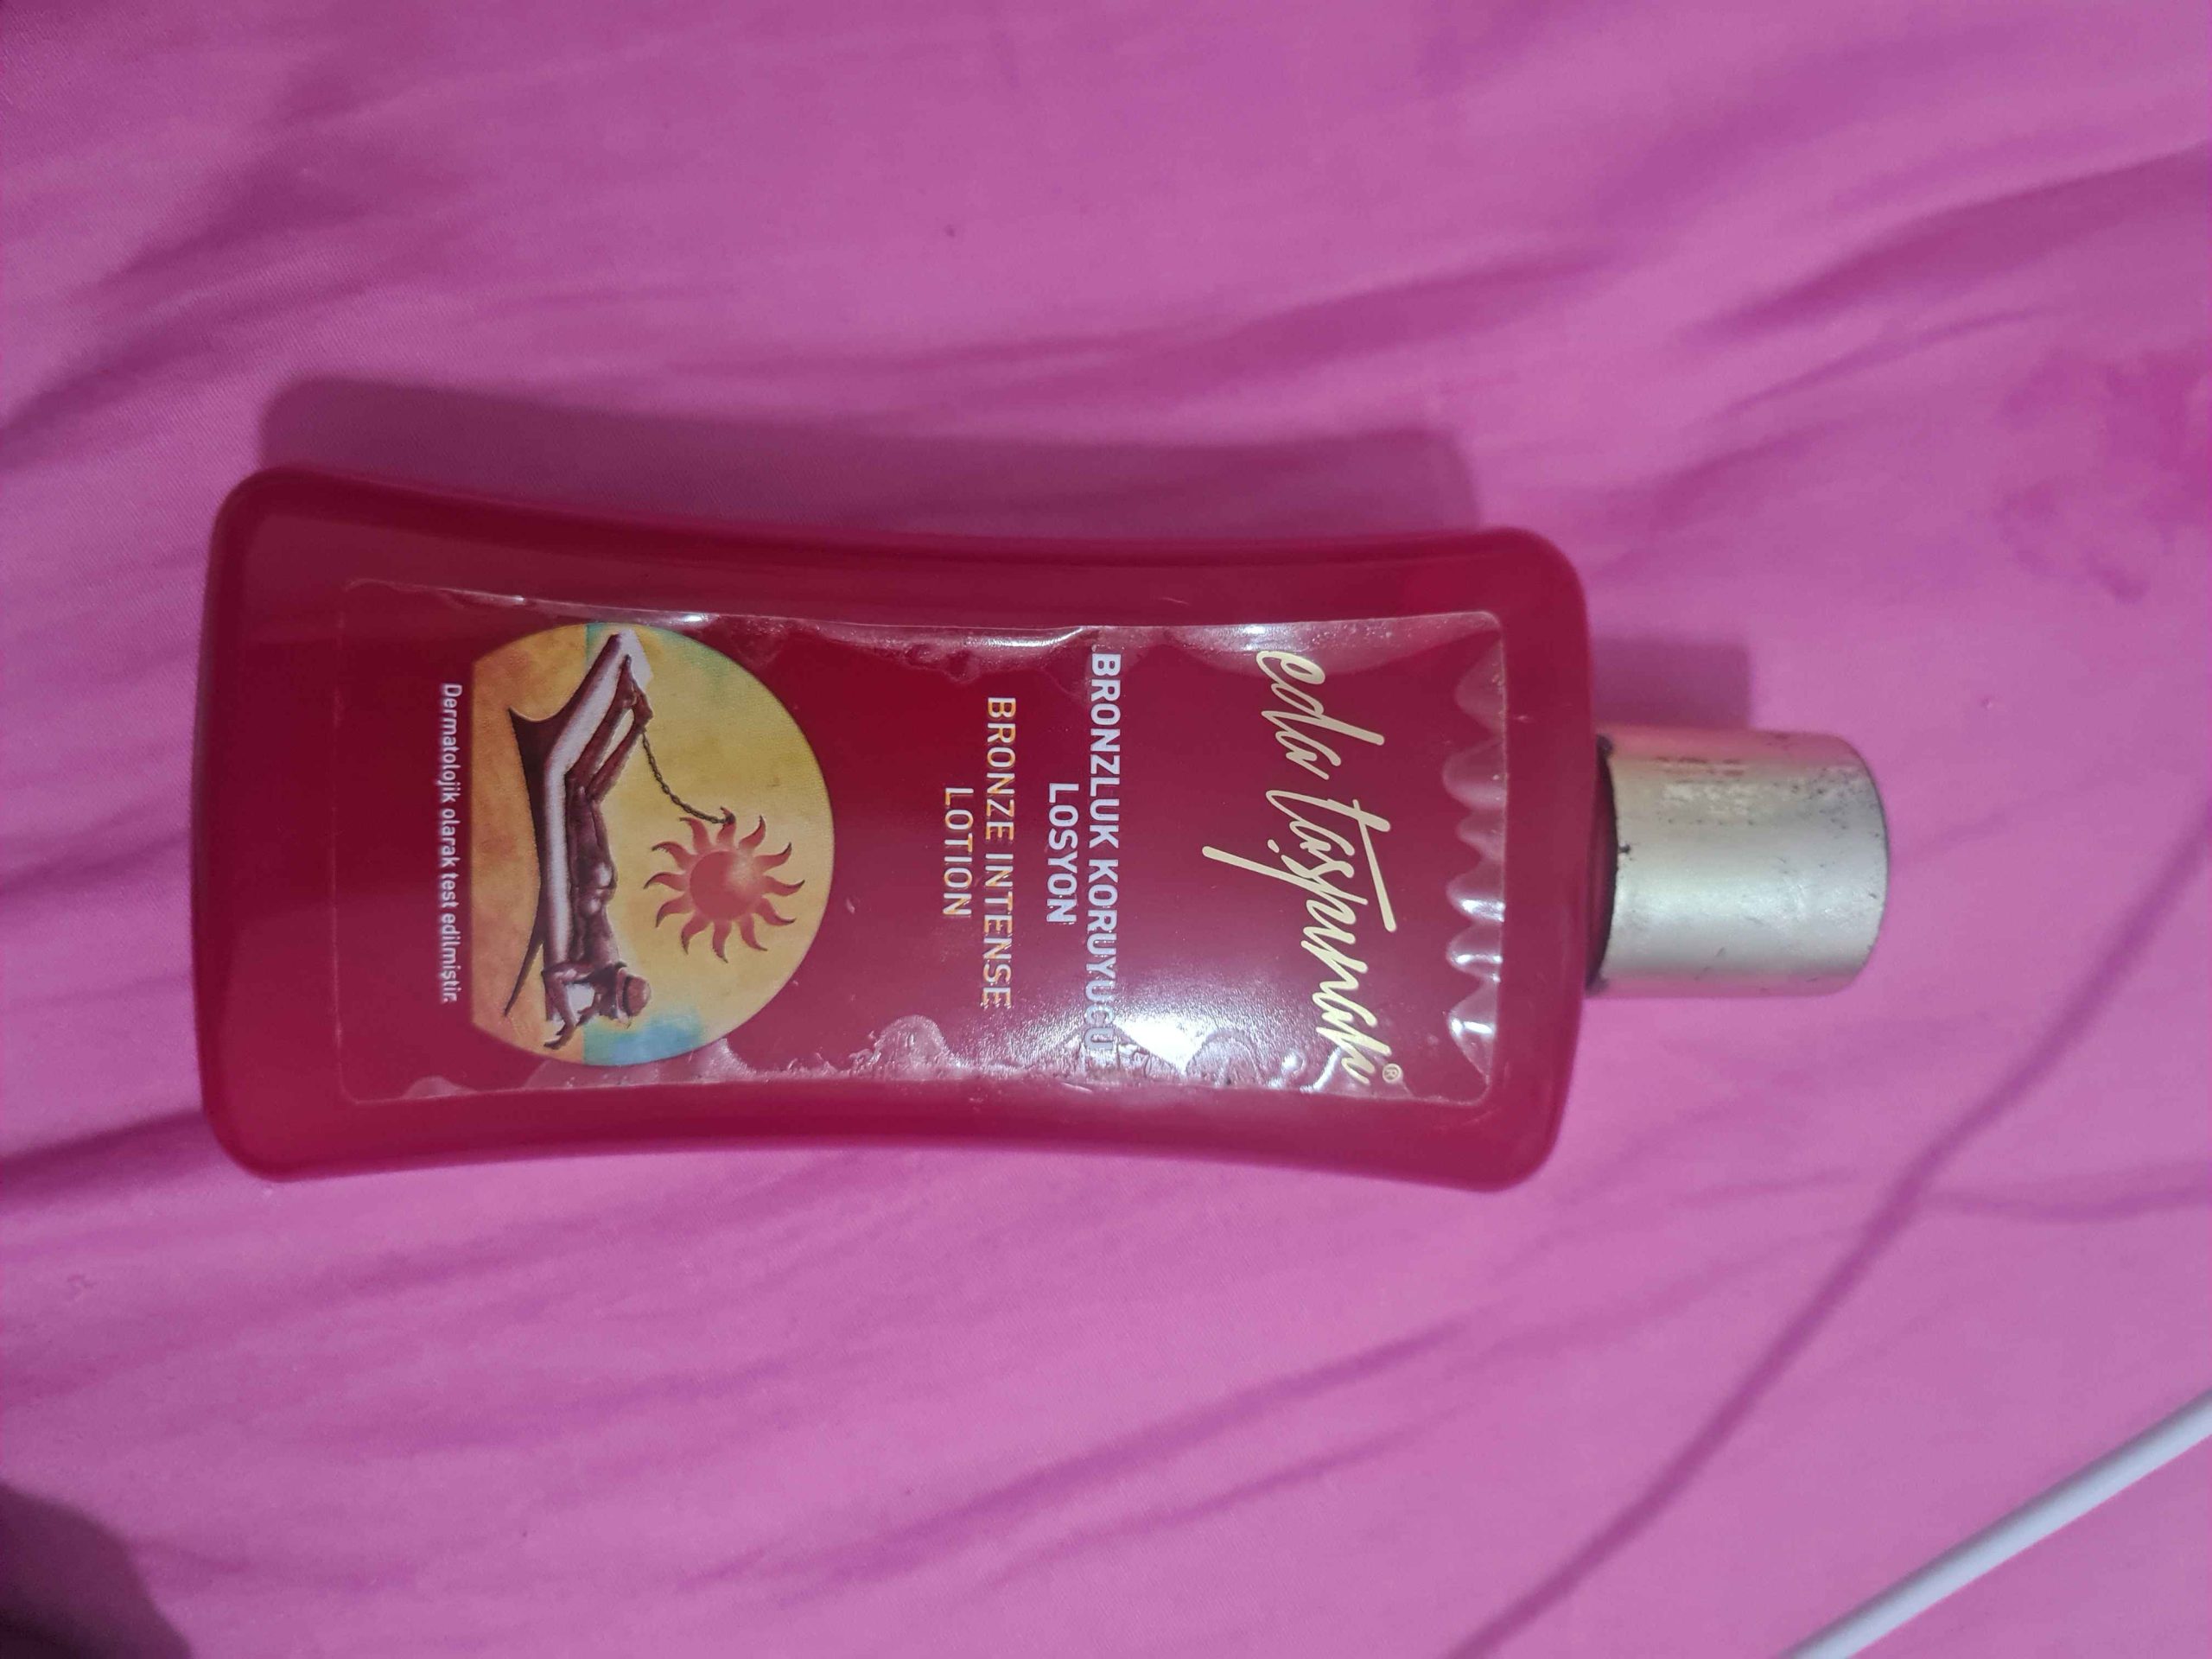 eda taşpınar®
BRONZLUK KORUYUCU
LOSYON
BRONZE INTENSE
LOTION
Dermatolojik olarak test edilmiştir.